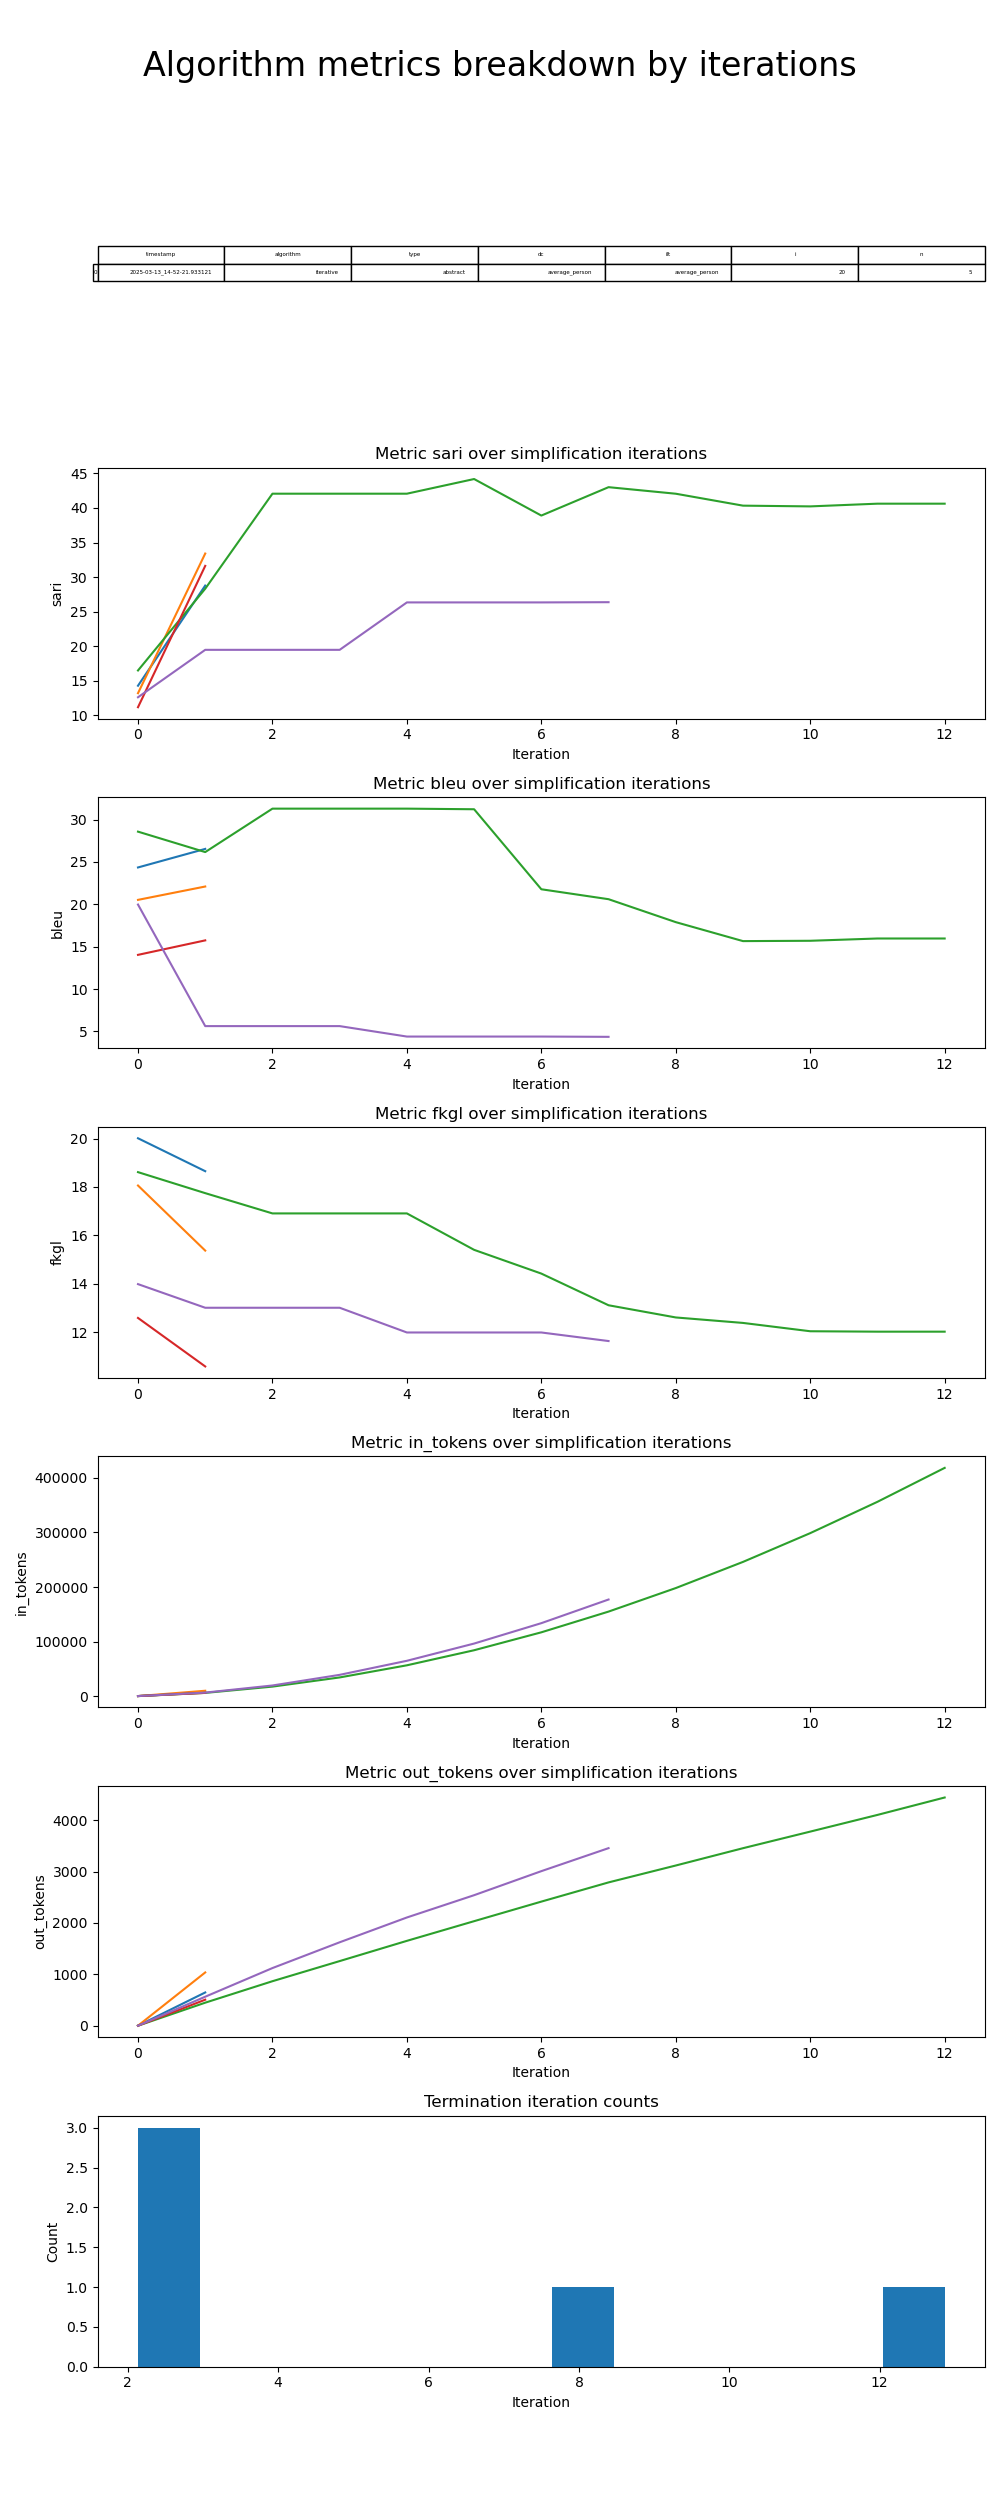 Algorithm metrics breakdown by iterations
timestamp algorithm type dc flt i n
0 2025-03-13_14-52-21.933121 iterative abstract average_person average_person 20 5
Metric sari over simplification iterations
45
40
35
30
25
20
15
10
sari
0 2 4 6 8 10 12
Iteration
Metric bleu over simplification iterations
30
25
20
15
10
5
bleu
0 2 4 6 8 10 12
Iteration
Metric fkgl over simplification iterations
20
18
16
14
12
fkgl
0 2 4 6 8 10 12
Iteration
Metric in_tokens over simplification iterations
400000
300000
200000
100000
0
in_tokens
0 2 4 6 8 10 12
Iteration
Metric out_tokens over simplification iterations
4000
3000
2000
1000
0
out_tokens
0 2 4 6 8 10 12
Iteration
Termination iteration counts
3.0
2.5
2.0
1.5
1.0
0.5
0.0
Count
2 4 6 8 10 12
Iteration